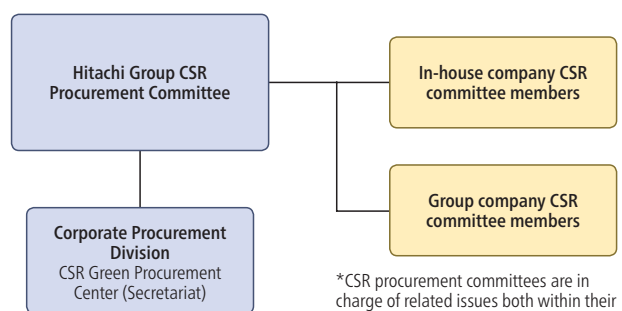 Hitachi Group CSR
Procurement Committee
In-house company CSR
committee members
Group company CSR
committee members
Corporate Procurement
Division
CSR Green Procurement
Center (Secretariat)
*CSR procurement committees are in
charge of related issues both within their